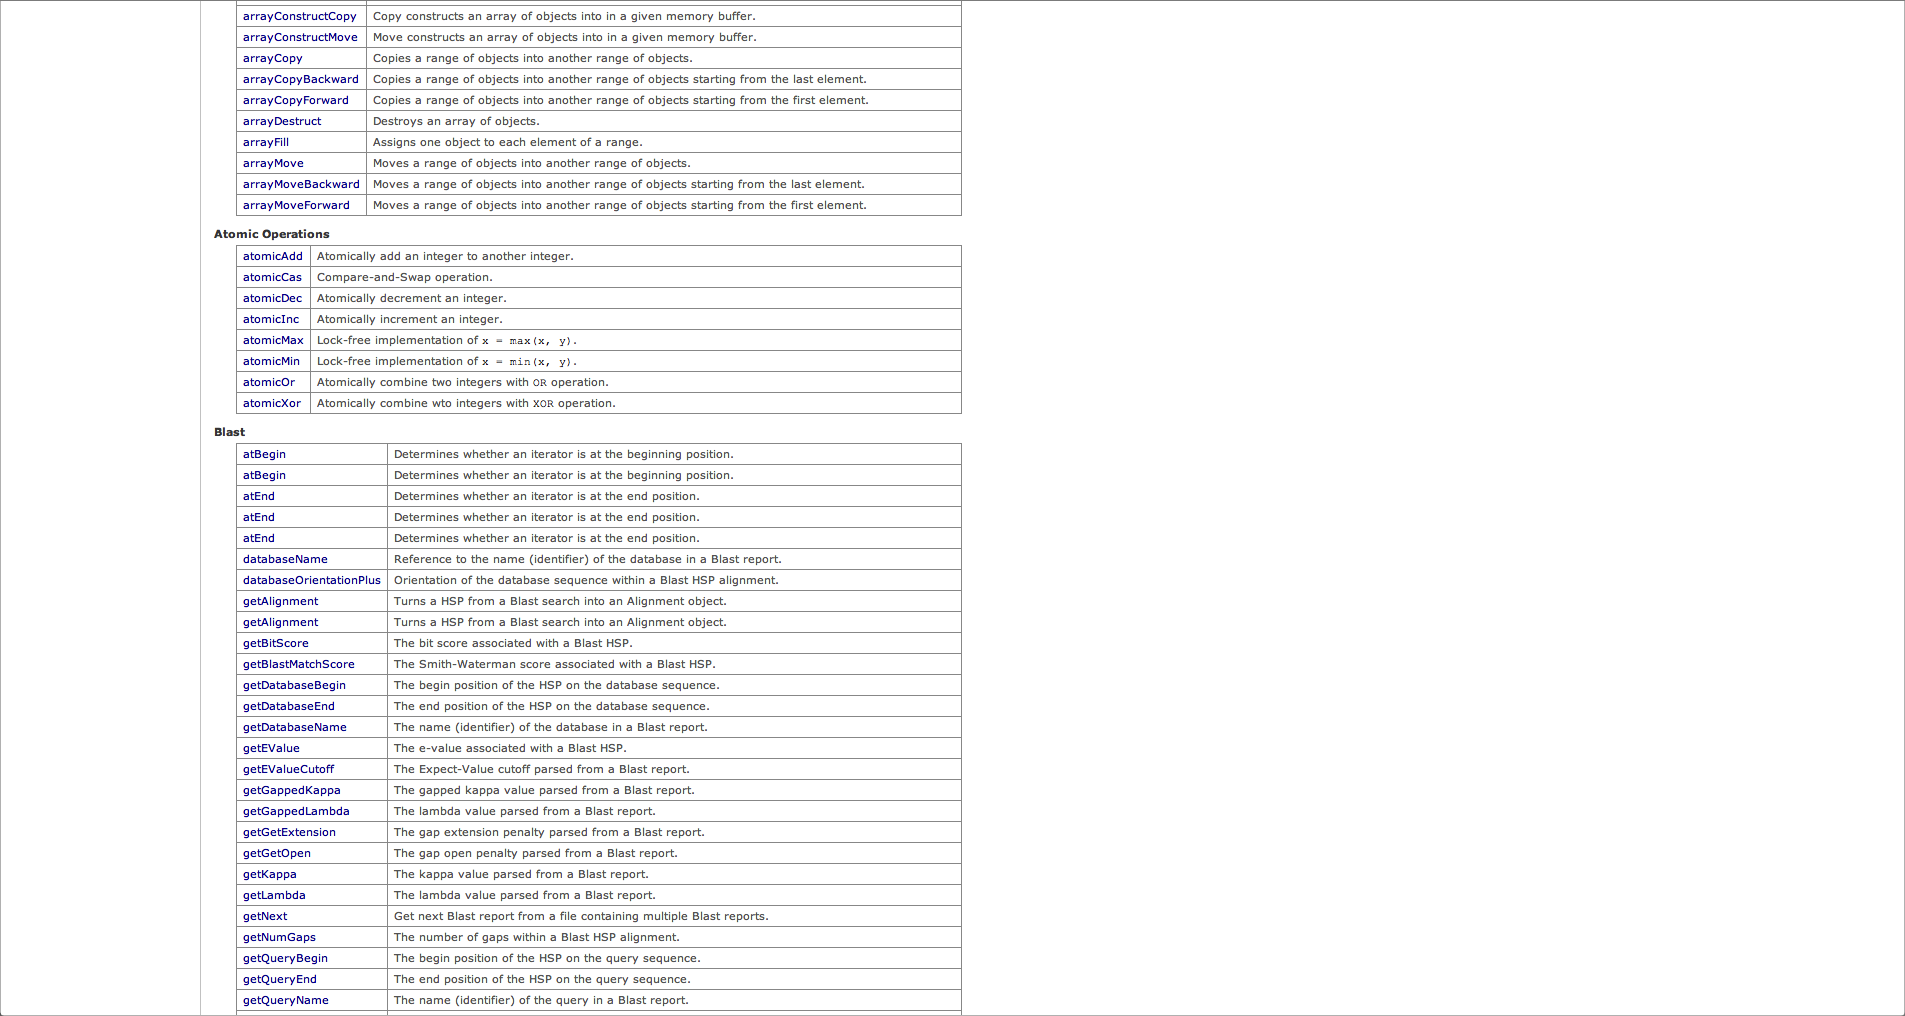 arrayConstructCopy Copy constructs an array of objects into in a given memory buffer.
arrayConstructMove Move constructs an array of objects into in a given memory buffer.
arrayCopy Copies a range of objects into another range of objects.
arrayCopyBackward Copies a range of objects into another range of objects starting from the last element.
arrayCopyForward Copies a range of objects into another range of objects starting from the first element.
arrayDestruct Destroys an array of objects.
arrayFill Assigns one object to each element of a range.
arrayMove Moves a range of objects into another range of objects.
arrayMoveBackward Moves a range of objects into another range of objects starting from the last element.
arrayMoveForward Moves a range of objects into another range of objects starting from the first element.
Atomic Operations
atomicAdd Atomically add an integer to another integer.
atomicCas Compare-and-Swap operation.
atomicDec Atomically decrement an integer.
atomicInc Atomically increment an integer.
atomicMax Lock-free implementation of x = max(x, y).
atomicMin Lock-free implementation of x = min(x, y).
atomicOr Atomically combine two integers with OR operation.
atomicXor Atomically combine wto integers with XOR operation.
Blast
atBegin Determines whether an iterator is at the beginning position.
atBegin Determines whether an iterator is at the beginning position.
atEnd Determines whether an iterator is at the end position.
atEnd Determines whether an iterator is at the end position.
atEnd Determines whether an iterator is at the end position.
databaseName Reference to the name (identifier) of the database in a Blast report.
databaseOrientationPlus Orientation of the database sequence within a Blast HSP alignment.
getAlignment Turns a HSP from a Blast search into an Alignment object.
getAlignment Turns a HSP from a Blast search into an Alignment object.
getBitScore The bit score associated with a Blast HSP.
getBlastMatchScore The Smith-Waterman score associated with a Blast HSP.
getDatabaseBegin The begin position of the HSP on the database sequence.
getDatabaseEnd The end position of the HSP on the database sequence.
getDatabaseName The name (identifier) of the database in a Blast report.
getEValue The e-value associated with a Blast HSP.
getEValueCutoff The Expect-Value cutoff parsed from a Blast report.
getGappedKappa The gapped kappa value parsed from a Blast report.
getGappedLambda The lambda value parsed from a Blast report.
getGetExtension The gap extension penalty parsed from a Blast report.
getGetOpen The gap open penalty parsed from a Blast report.
getKappa The kappa value parsed from a Blast report.
getLambda The lambda value parsed from a Blast report.
getNext Get next Blast report from a file containing multiple Blast reports.
getNumGaps The number of gaps within a Blast HSP alignment.
getQueryBegin The begin position of the HSP on the query sequence.
getQueryEnd The end position of the HSP on the query sequence.
getQueryName The name (identifier) of the query in a Blast report.